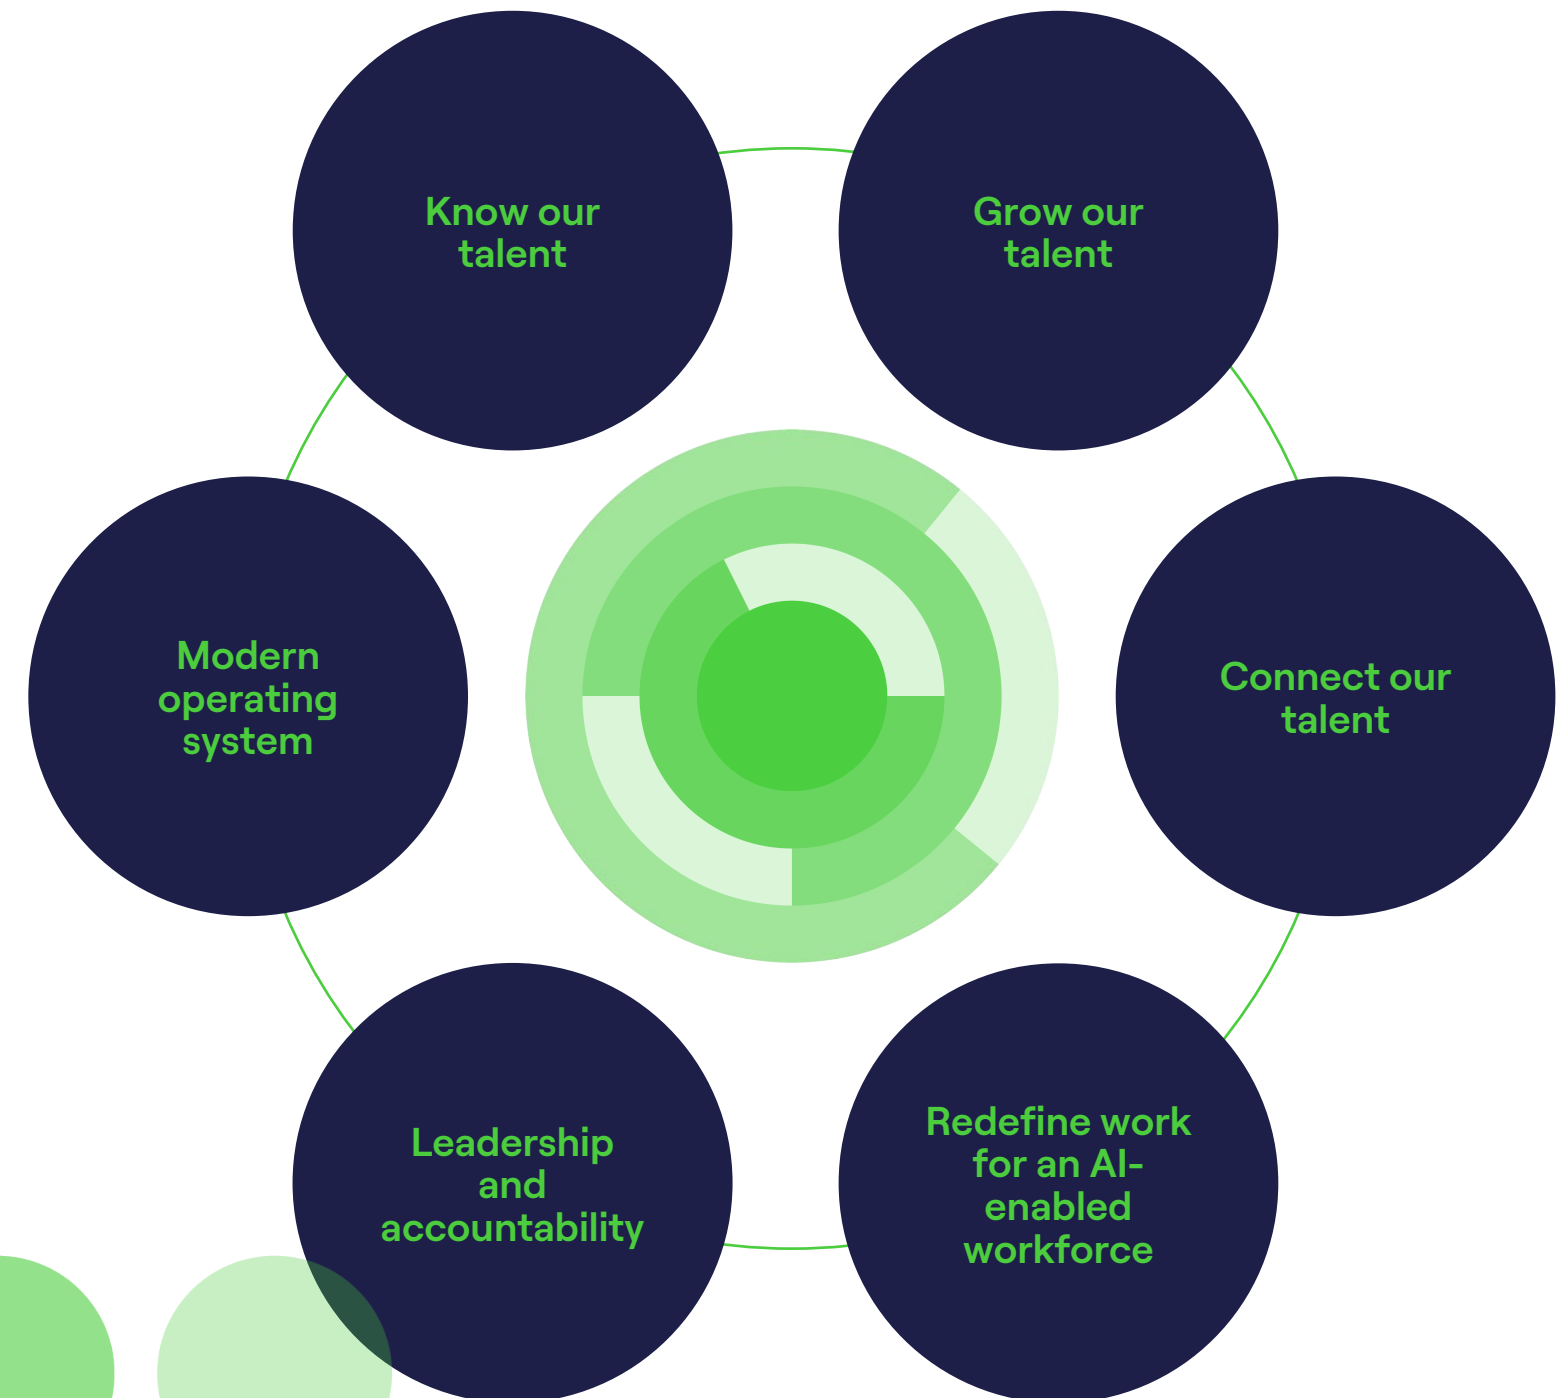 Know our
talent
Grow our
talent
Modern
operating
system
Connect our
talent
Leadership
and
accountability
Redefine work
for an AI-
enabled
workforce